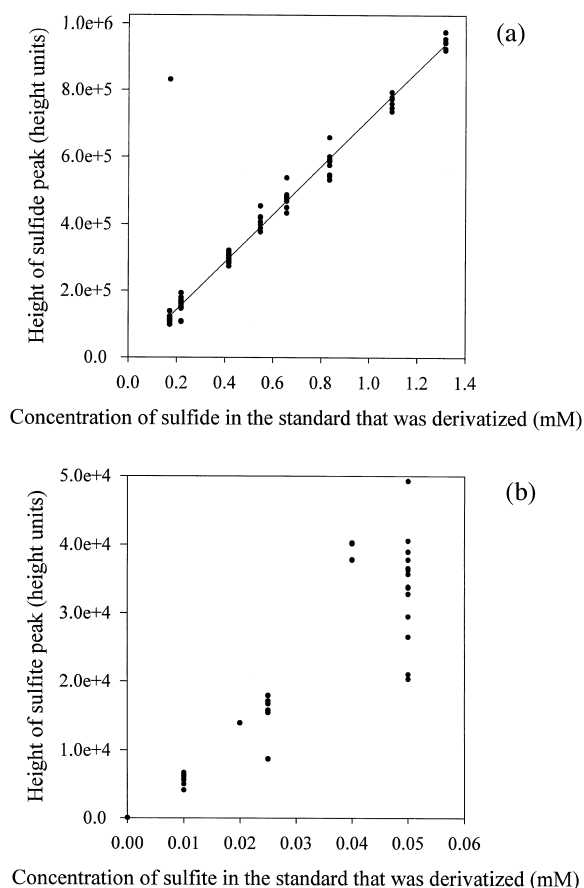 (a)
Height of sulfide peak (height units)
1.0e+6
8.0e+5
6.0e+5
4.0e+5
2.0e+5
0.0
0.0 0.2 0.4 0.6 0.8 1.0 1.2 1.4
Concentration of sulfide in the standard that was derivatized (mM)
(b)
Height of sulfite peak (height units)
5.0e+4
4.0e+4
3.0e+4
2.0e+4
1.0e+4
0.0
0.00 0.01 0.02 0.03 0.04 0.05 0.06
Concentration of sulfite in the standard that was derivatized (mM)